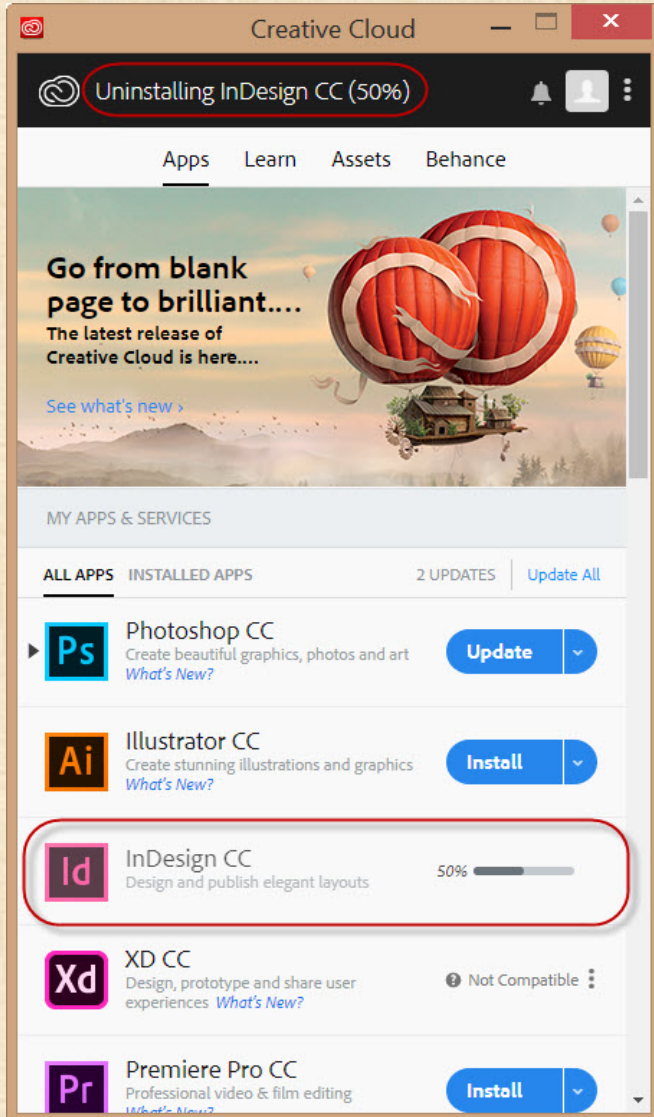 Creative Cloud
Uninstalling InDesign CC (50%)
Apps Learn Assets Behance
Go from blank
page to brilliant....
The latest release of
Creative Cloud is here....
See what's new ›
MY APPS & SERVICES
ALL APPS INSTALLED APPS 2 UPDATES Update All
Ps
Photoshop CC
Create beautiful graphics, photos and art
What's New?
Update
Ai
Illustrator CC
Create stunning illustrations and graphics
What's New?
Install
Id
InDesign CC
Design and publish elegant layouts
50%
Xd
XD CC
Design, prototype and share user
experiences What's New?
Not Compatible
Pr
Premiere Pro CC
Professional video & film editing
What's New?
Install